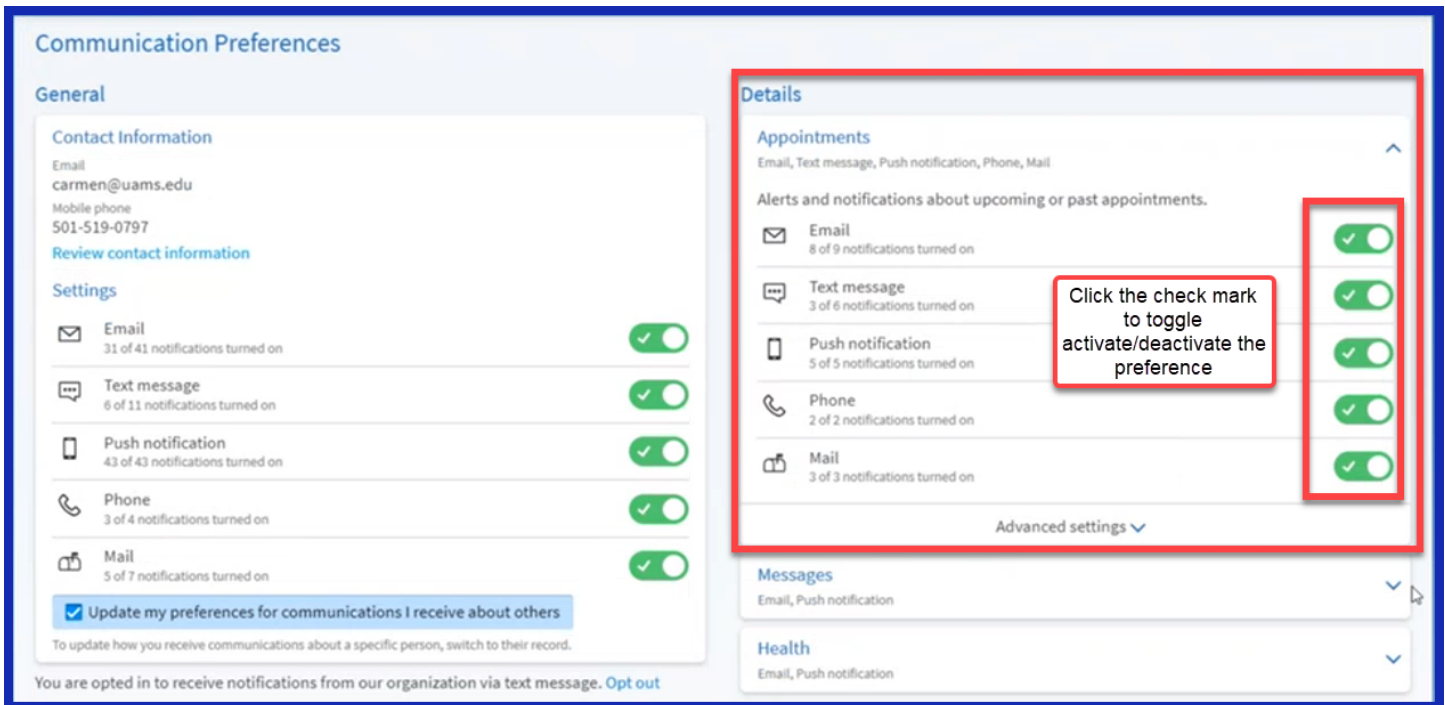 Communication Preferences
General
Contact Information
Email
carmen@uams.edu
Mobile phone
501-519-0797
Review contact information
Settings
Email
31 of 41 notifications turned on
Text message
6 of 11 notifications turned on
Push notification
43 of 43 notifications turned on
Phone
3 of 4 notifications turned on
Mail
5 of 7 notifications turned on
Update my preferences for communications I receive about others
To update how you receive communications about a specific person, switch to their record.
You are opted in to receive notifications from our organization via text message. Opt out
Details
Appointments
Email, Text message, Push notification, Phone, Mail
Alerts and notifications about upcoming or past appointments.
Email
8 of 9 notifications turned on
Text message
3 of 6 notifications turned on
Push notification
5 of 5 notifications turned on
Phone
2 of 2 notifications turned on
Mail
3 of 3 notifications turned on
Click the check mark
to toggle
activate/deactivate the
preference
Advanced settings
Messages
Email, Push notification
Health
Email, Push notification